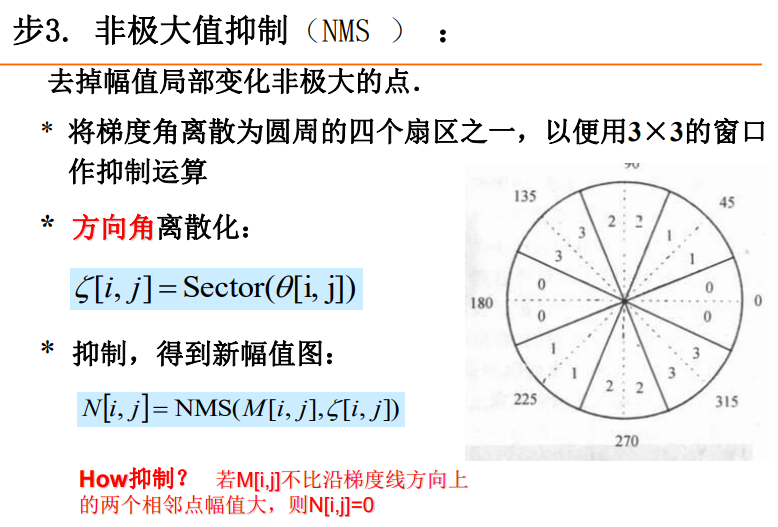 步3. 非极大值抑制（NMS ）：
去掉幅值局部变化非极大的点.
* 将梯度角离散为圆周的四个扇区之一，以便用3×3的窗口
作抑制运算
* 方向角离散化：
ζ[i, j] = Sector(θ[i, j])
* 抑制，得到新幅值图：
N[i, j] = NMS(M[i, j], ζ[i, j])
How抑制? 若M[i,j]不比沿梯度线方向上
的两个相邻点幅值大，则N[i,j]=0
90
135 45
2 2
3 1
3 1
0 0
180 0
0 0
1 3
1 3
2 2
225 315
270